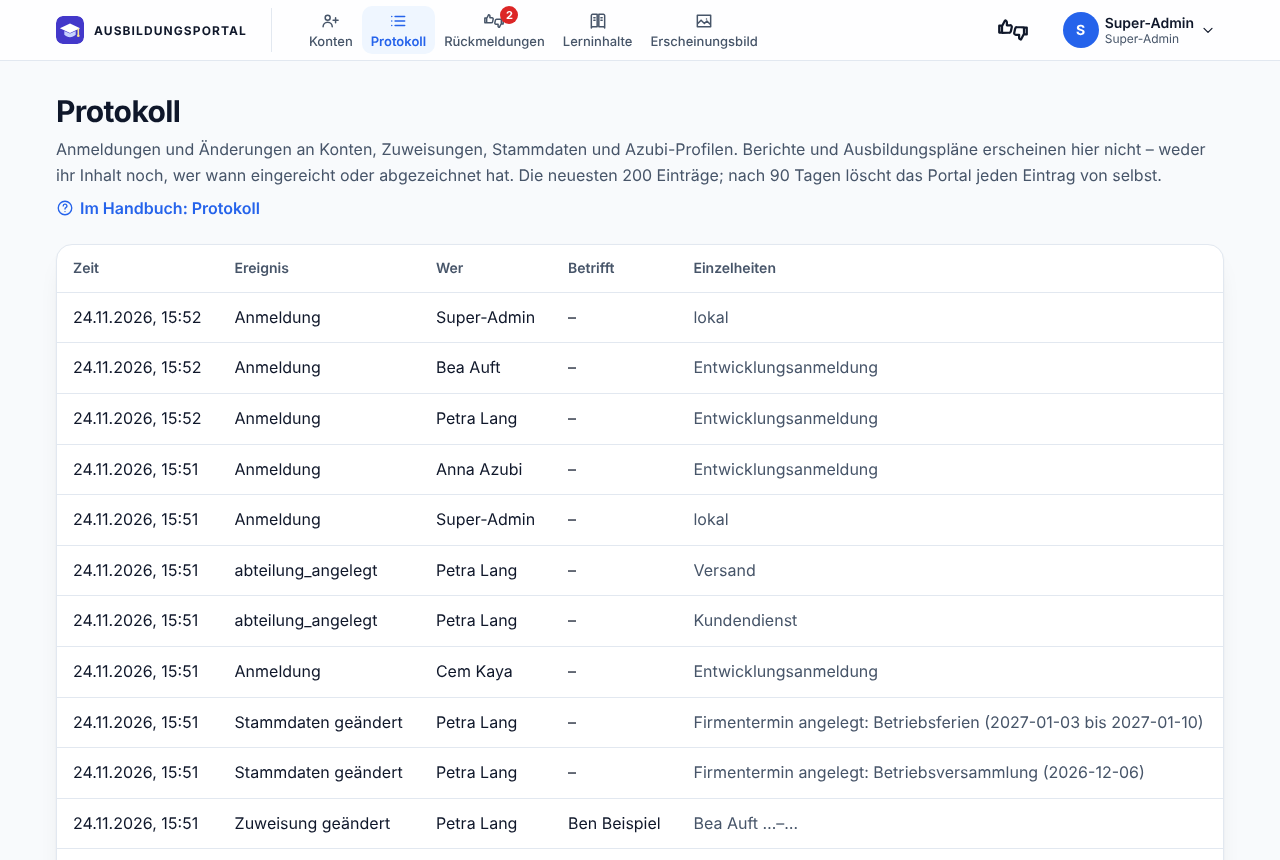 AUSBILDUNGSPORTAL
Konten
Protokoll
2
Rückmeldungen
Lerninhalte
Erscheinungsbild
S
Super-Admin
Super-Admin
Protokoll
Anmeldungen und Änderungen an Konten, Zuweisungen, Stammdaten und Azubi-Profilen. Berichte und Ausbildungspläne erscheinen hier nicht – weder
ihr Inhalt noch, wer wann eingereicht oder abgezeichnet hat. Die neuesten 200 Einträge; nach 90 Tagen löscht das Portal jeden Eintrag von selbst.
Im Handbuch: Protokoll
Zeit Ereignis Wer Betrifft Einzelheiten
24.11.2026, 15:52 Anmeldung Super-Admin – lokal
24.11.2026, 15:52 Anmeldung Bea Auft – Entwicklungsanmeldung
24.11.2026, 15:52 Anmeldung Petra Lang – Entwicklungsanmeldung
24.11.2026, 15:51 Anmeldung Anna Azubi – Entwicklungsanmeldung
24.11.2026, 15:51 Anmeldung Super-Admin – lokal
24.11.2026, 15:51 abteilung_angelegt Petra Lang – Versand
24.11.2026, 15:51 abteilung_angelegt Petra Lang – Kundendienst
24.11.2026, 15:51 Anmeldung Cem Kaya – Entwicklungsanmeldung
24.11.2026, 15:51 Stammdaten geändert Petra Lang – Firmentermin angelegt: Betriebsferien (2027-01-03 bis 2027-01-10)
24.11.2026, 15:51 Stammdaten geändert Petra Lang – Firmentermin angelegt: Betriebsversammlung (2026-12-06)
24.11.2026, 15:51 Zuweisung geändert Petra Lang Ben Beispiel Bea Auft …–…